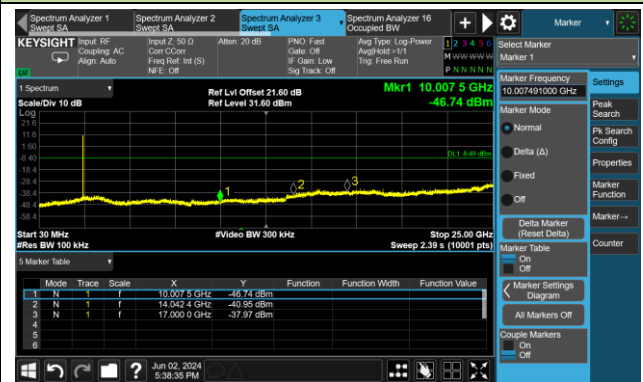 Spectrum Analyzer 1
Swept SA
Spectrum Analyzer 2
Swept SA
Spectrum Analyzer 3
Swept SA
Spectrum Analyzer 16
Occupied BW
Marker
KEYSIGHT
Input: RF
Coupling: AC
Align: Auto
Input Z: 50 Ω
Corr CCorr
Freq Ref: Int (S)
NFE: Off
Atten: 20 dB
PNO: Fast
Gate: Off
IF Gain: Low
Sig Track: Off
Avg Type: Log-Power
Avg|Hold:>1/1
Trig: Free Run
1 2 3 4 5 6
M W W W W W
P N N N N N
LVI
Select Marker
Marker 1
1 Spectrum
Scale/Div 10 dB
Ref Lvl Offset 21.60 dB
Ref Level 31.60 dBm
Mkr1 10.007 5 GHz
-46.74 dBm
Log
21.6
11.6
1.60
-8.40
-18.4
-28.4
-38.4
-48.4
-58.4
DL1 -8.49 dBm
1
2
3
Start 30 MHz
#Res BW 100 kHz
#Video BW 300 kHz
Stop 25.00 GHz
Sweep 2.39 s (10001 pts)
5 Marker Table
Mode Trace Scale X Y Function Function Width Function Value
1 N 1 f 10.007 5 GHz -46.74 dBm
2 N 1 f 14.042 4 GHz -40.95 dBm
3 N 1 f 17.000 0 GHz -37.97 dBm
4
5
6
Jun 02, 2024
5:38:35 PM
Marker Frequency
10.007491000 GHz
Marker Mode
Normal
Delta (Δ)
Fixed
Off
Delta Marker
(Reset Delta)
Marker Table
On
Off
Marker Settings
Diagram
All Markers Off
Couple Markers
On
Off
Settings
Peak
Search
Pk Search
Config
Properties
Marker
Function
Marker→
Counter